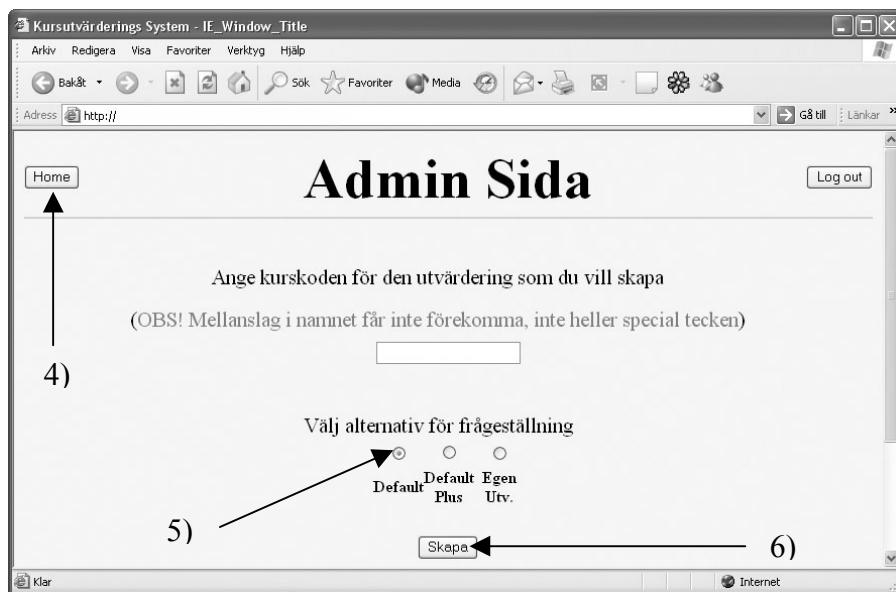 Kursutvärderings System - IE_Window_Title
Arkiv Redigera Visa Favoriter Verktyg Hjälp
Bakåt Sök Favoriter Media
Adress http:// Gå till Länkar »
Home Admin Sida Log out
Ange kurskoden för den utvärdering som du vill skapa
(OBS! Mellanslag i namnet får inte förekomma, inte heller special tecken)
4)
Välj alternativ för frågeställning
Default Default Plus Egen Utv.
5)
Skapa 6)
Klar Internet